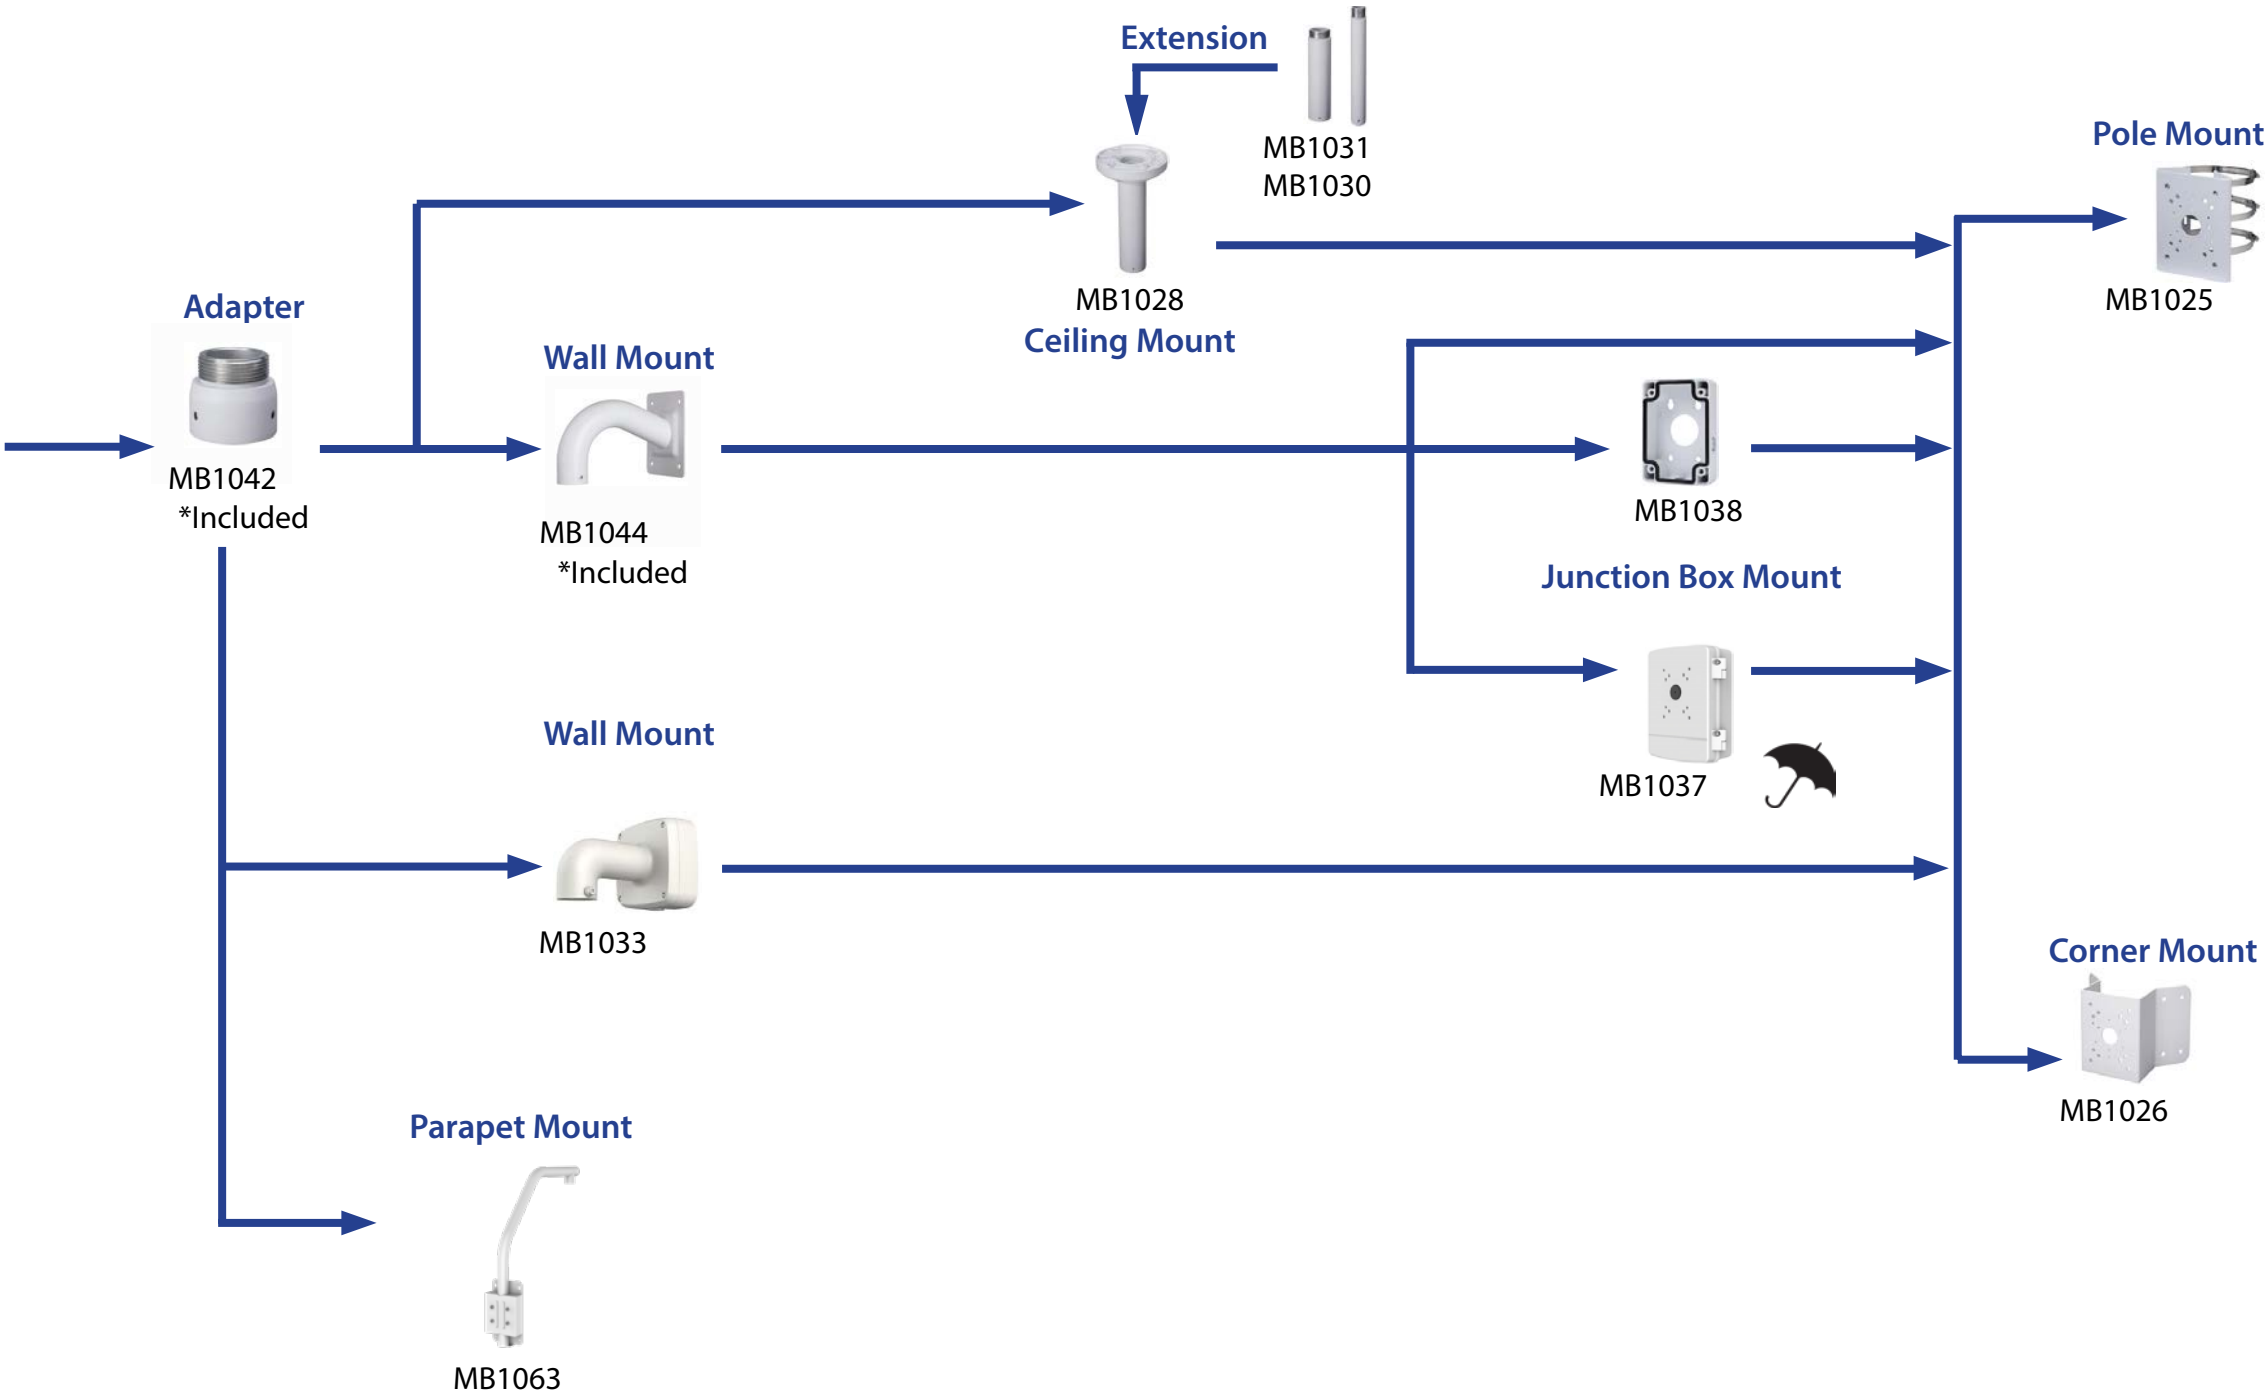 Extension
MB1031
MB1030
Pole Mount
MB1025
MB1028
Ceiling Mount
Adapter
MB1042
*Included
Wall Mount
MB1044
*Included
MB1038
Junction Box Mount
MB1037
Wall Mount
MB1033
Corner Mount
MB1026
Parapet Mount
MB1063